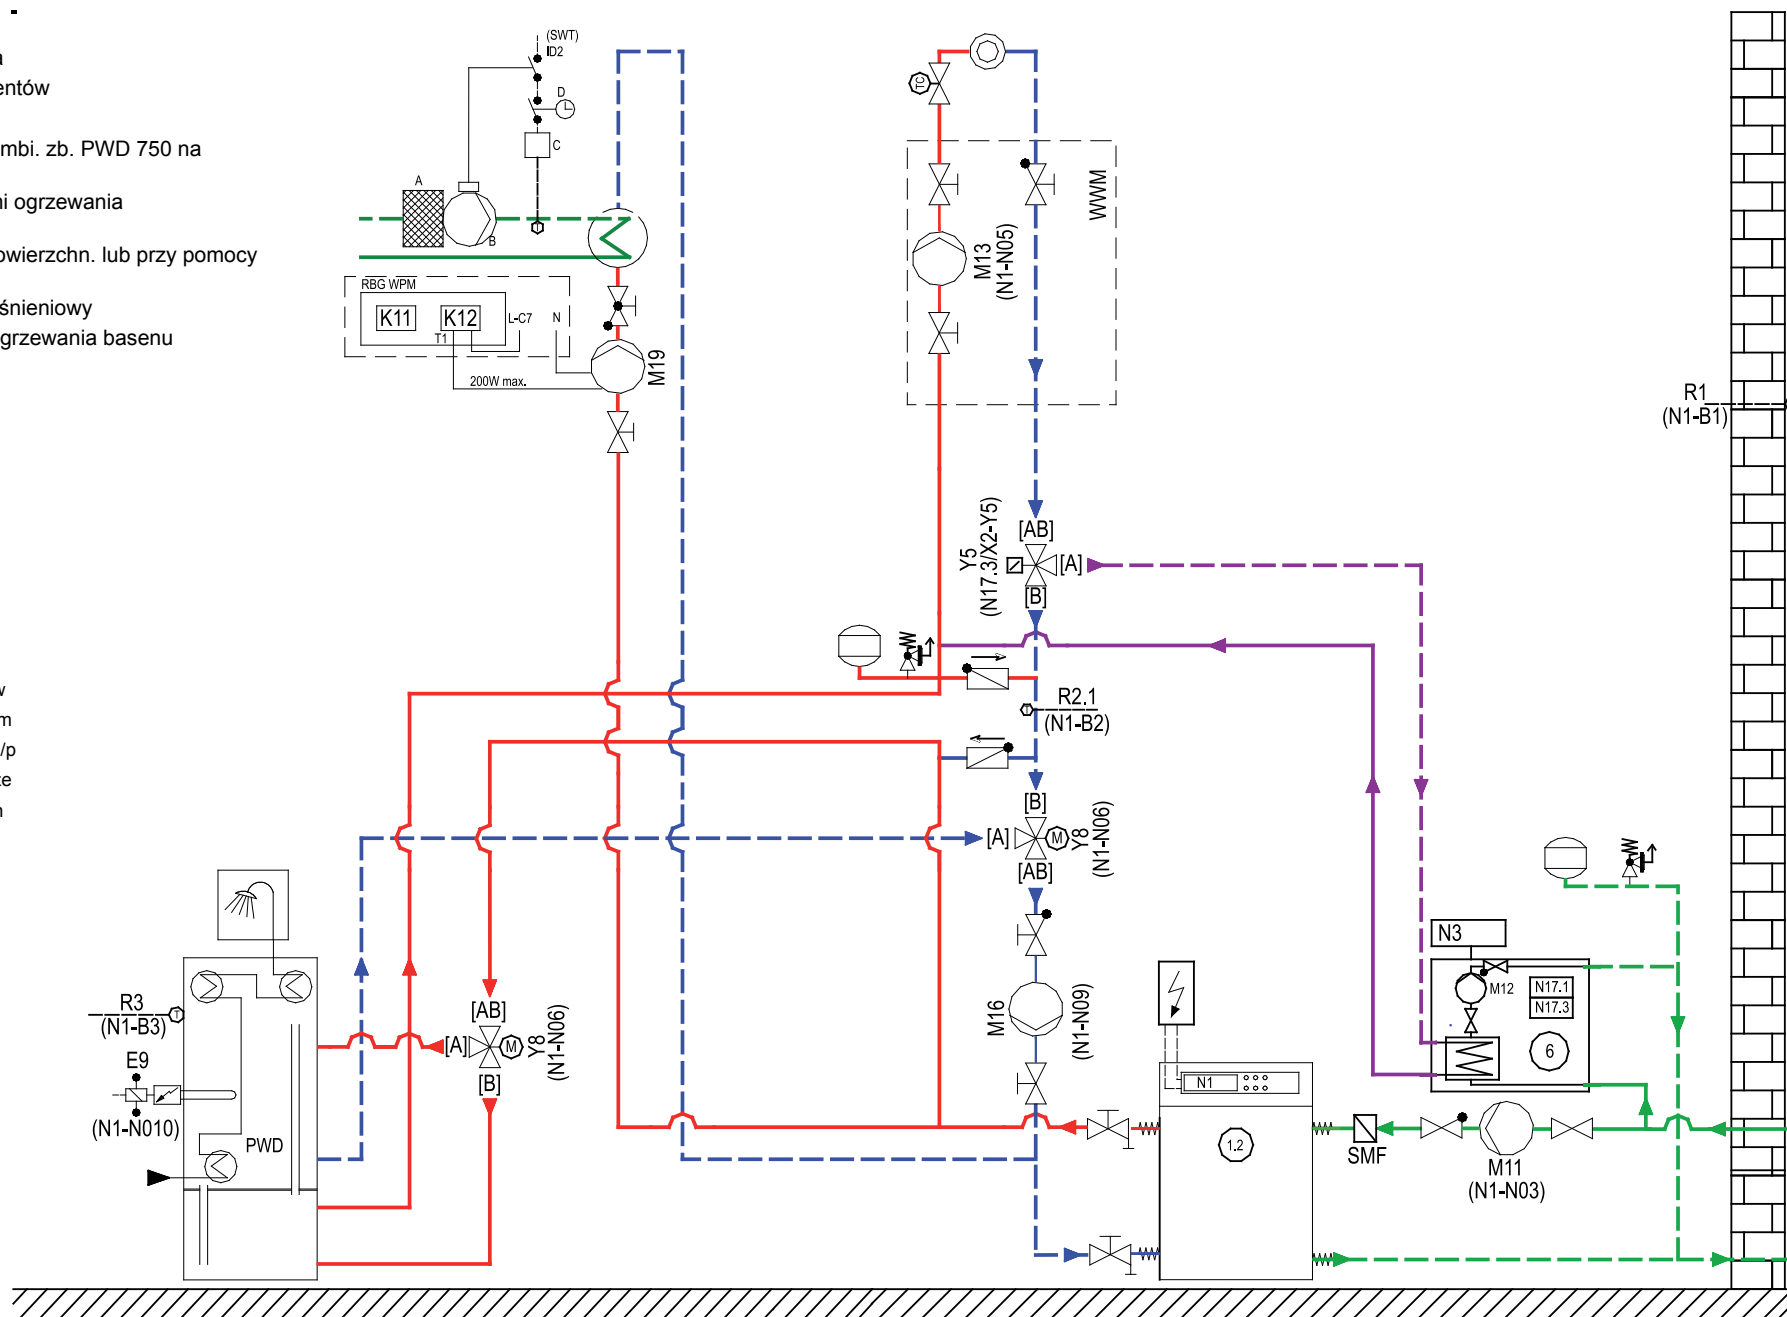 -
a
entów
mbi. zb. PWD 750 na
ni ogrzewania
owierzchn. lub przy pomocy
śnieniowy
grzewania basenu
w
m
/p
ze
n
(SWT)
ID2
D
C
A
B
RBG WPM
K11
K12
L-C7
N
T1
200W max.
M19
TC
WWM
M13
(N1-N05)
R1
(N1-B1)
Y5
(N17.3/X2-Y5)
[AB]
[A]
[B]
R2.1
(N1-B2)
T
[B]
[A]
M
Y8
(N1-N06)
[AB]
M16
(N1-N09)
R3
(N1-B3)
T
E9
(N1-N010)
PWD
[AB]
[A]
M
[B]
Y8
(N1-N06)
N1
1.2
SMF
M11
(N1-N03)
N3
M12
N17.1
N17.3
6